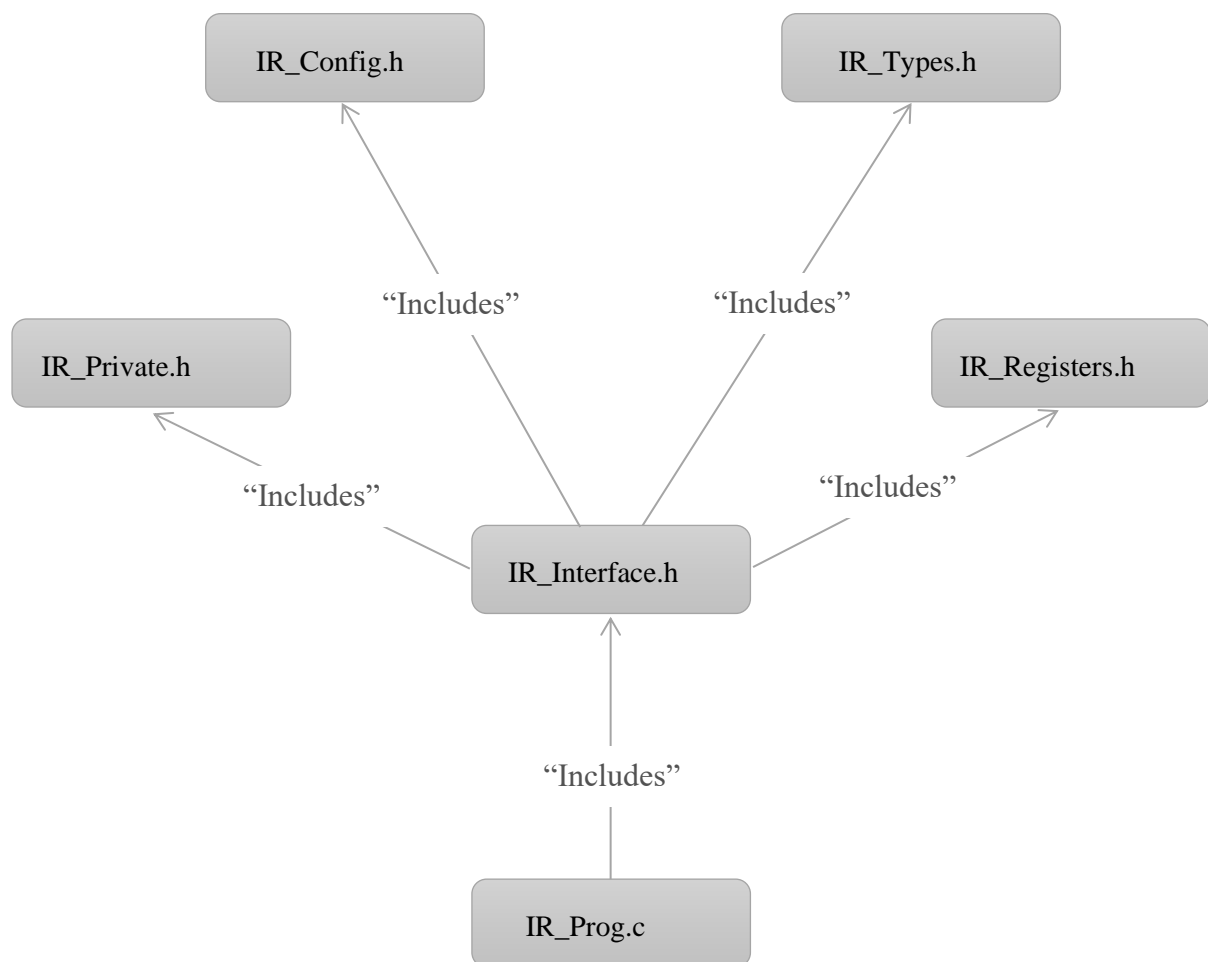 IR_Config.h
IR_Types.h
“Includes”
“Includes”
IR_Private.h
IR_Registers.h
“Includes”
“Includes”
IR_Interface.h
“Includes”
IR_Prog.c